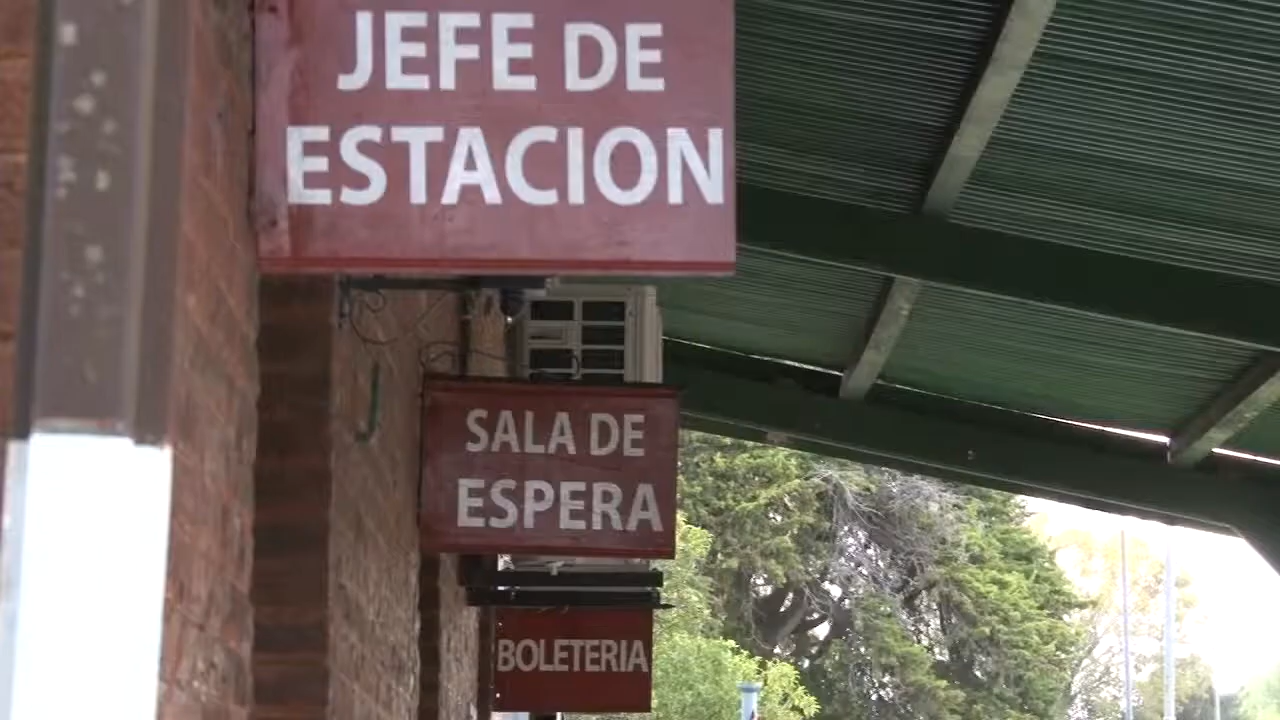 JEFE DE
ESTACION
SALA DE
ESPERA
BOLETERIA